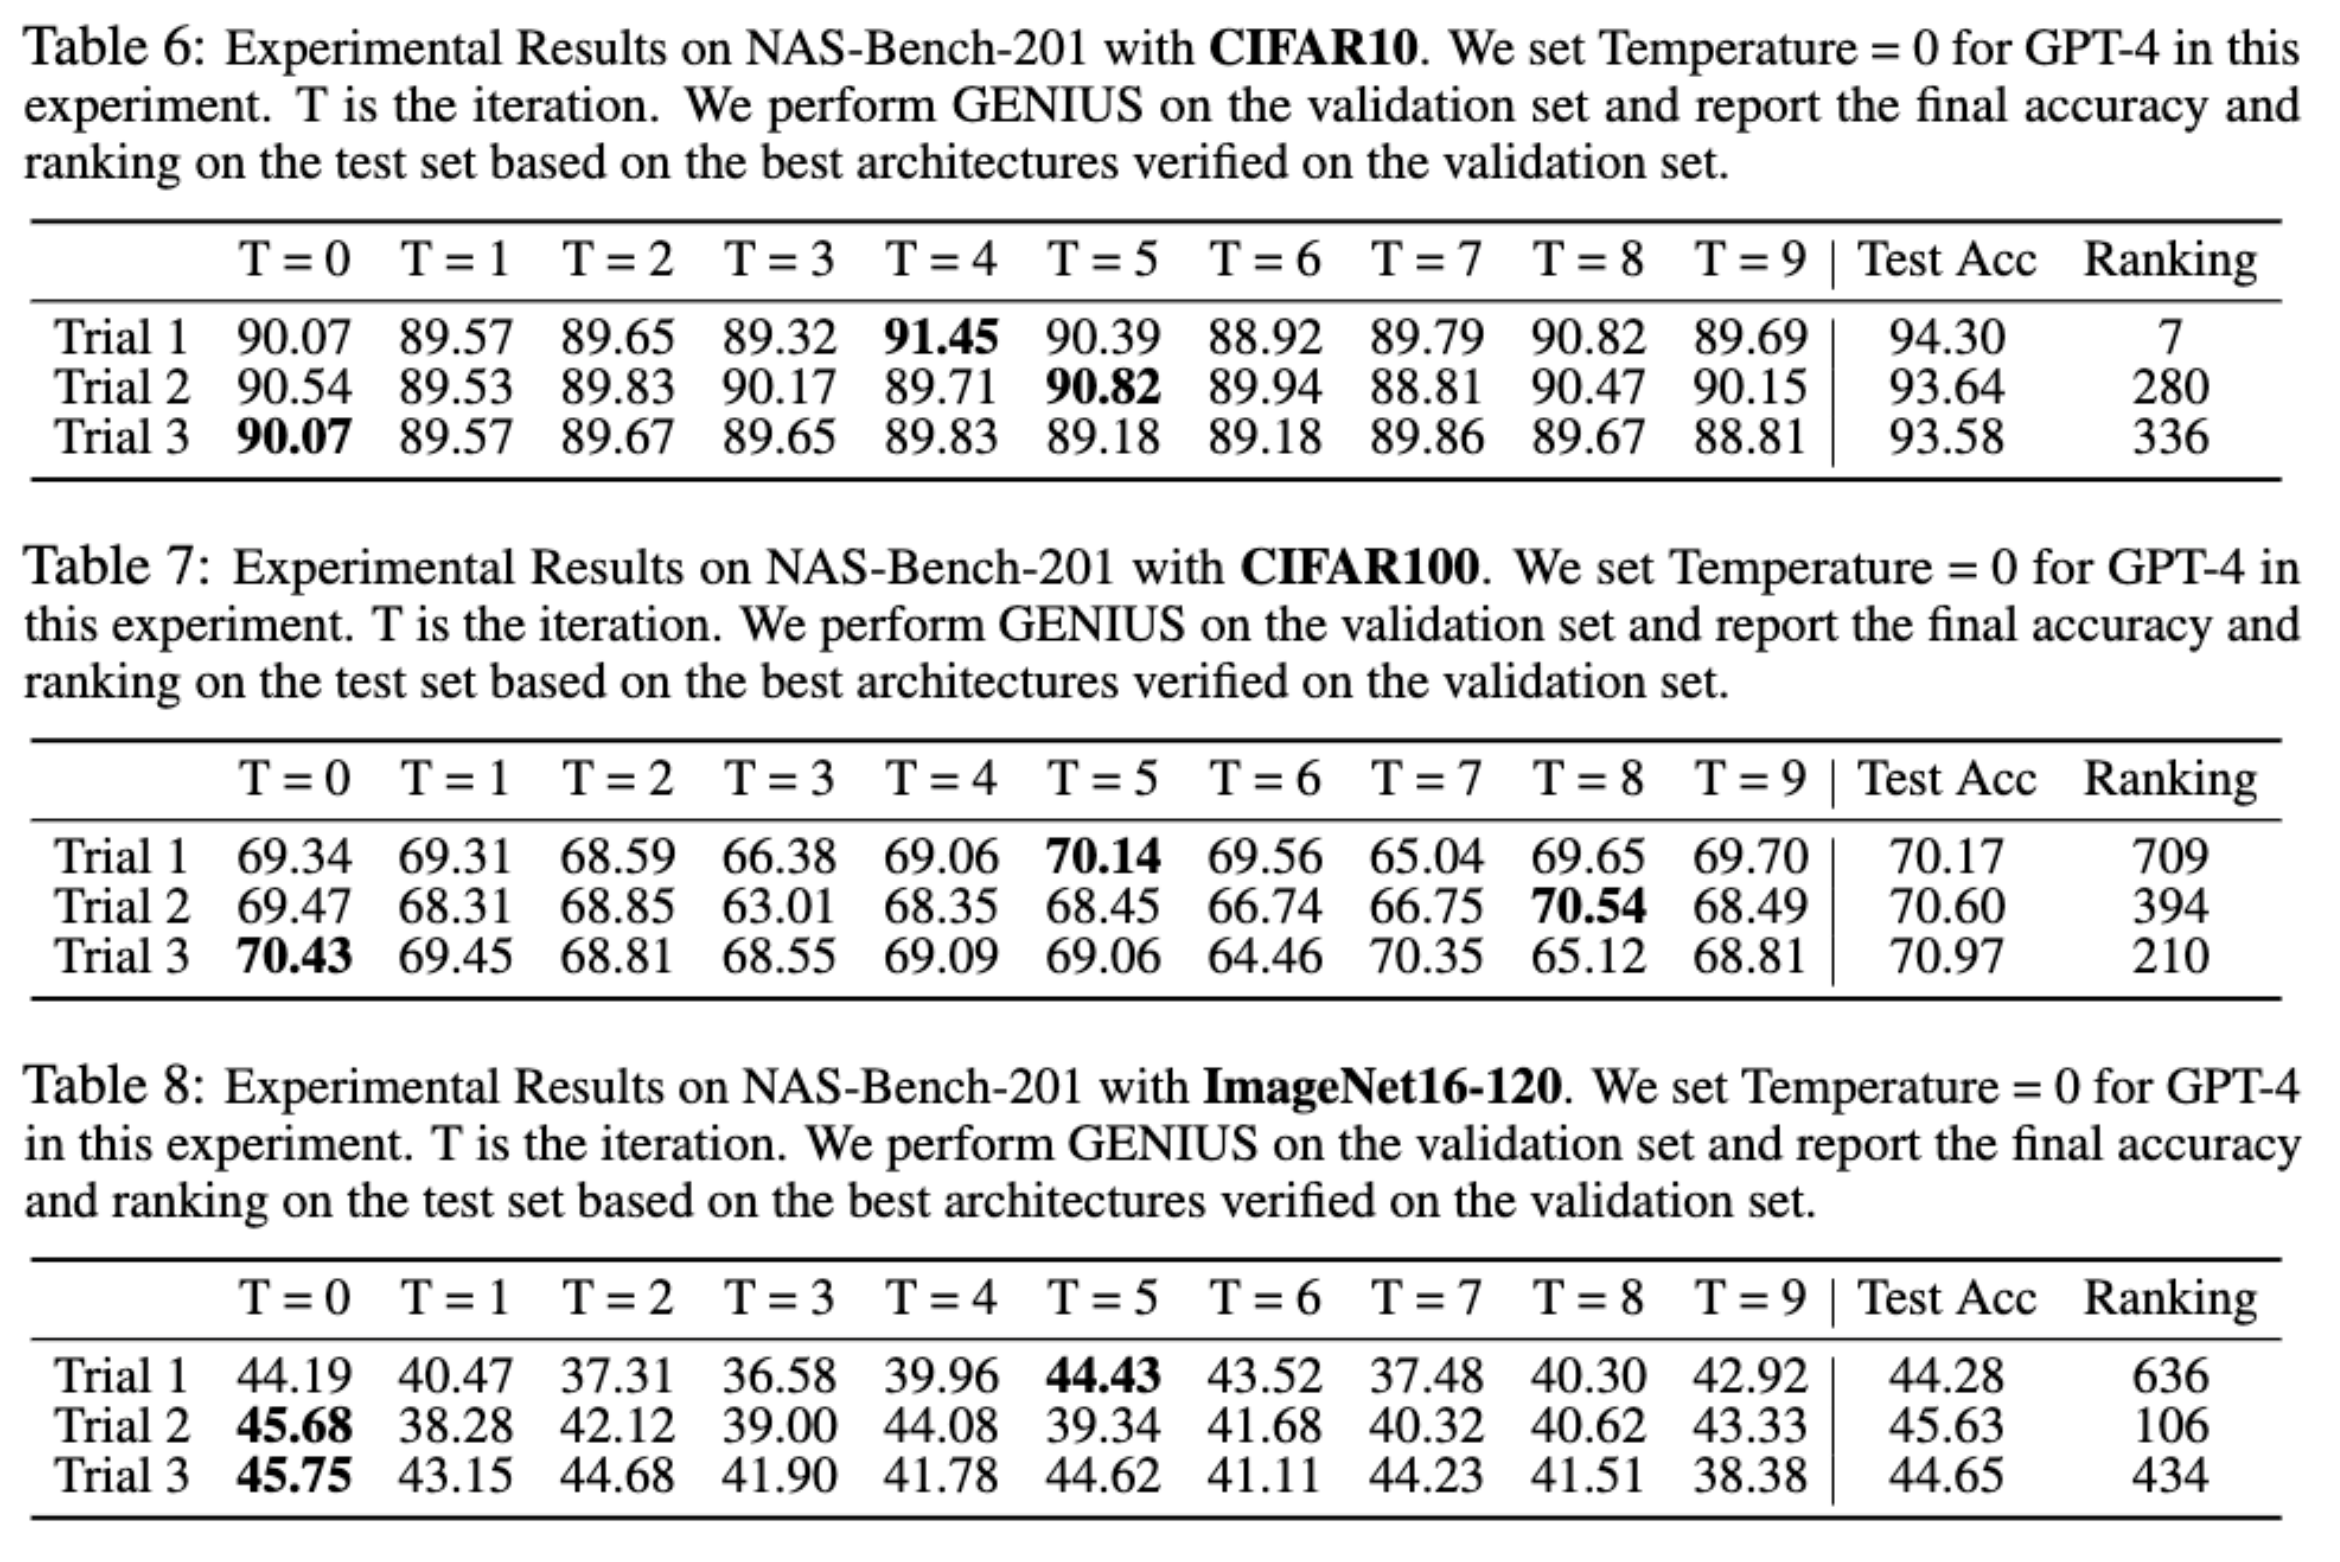 Table 6: Experimental Results on NAS-Bench-201 with CIFAR10. We set Temperature = 0 for GPT-4 in this
experiment. T is the iteration. We perform GENIUS on the validation set and report the final accuracy and
ranking on the test set based on the best architectures verified on the validation set.
T = 0 T = 1 T = 2 T = 3 T = 4 T = 5 T = 6 T = 7 T = 8 T = 9 Test Acc Ranking
Trial 1 90.07 89.57 89.65 89.32 91.45 90.39 88.92 89.79 90.82 89.69 94.30 7
Trial 2 90.54 89.53 89.83 90.17 89.71 90.82 89.94 88.81 90.47 90.15 93.64 280
Trial 3 90.07 89.57 89.67 89.65 89.83 89.18 89.18 89.86 89.67 88.81 93.58 336
Table 7: Experimental Results on NAS-Bench-201 with CIFAR100. We set Temperature = 0 for GPT-4 in
this experiment. T is the iteration. We perform GENIUS on the validation set and report the final accuracy and
ranking on the test set based on the best architectures verified on the validation set.
T = 0 T = 1 T = 2 T = 3 T = 4 T = 5 T = 6 T = 7 T = 8 T = 9 Test Acc Ranking
Trial 1 69.34 69.31 68.59 66.38 69.06 70.14 69.56 65.04 69.65 69.70 70.17 709
Trial 2 69.47 68.31 68.85 63.01 68.35 68.45 66.74 66.75 70.54 68.49 70.60 394
Trial 3 70.43 69.45 68.81 68.55 69.09 69.06 64.46 70.35 65.12 68.81 70.97 210
Table 8: Experimental Results on NAS-Bench-201 with ImageNet16-120. We set Temperature = 0 for GPT-4
in this experiment. T is the iteration. We perform GENIUS on the validation set and report the final accuracy
and ranking on the test set based on the best architectures verified on the validation set.
T = 0 T = 1 T = 2 T = 3 T = 4 T = 5 T = 6 T = 7 T = 8 T = 9 Test Acc Ranking
Trial 1 44.19 40.47 37.31 36.58 39.96 44.43 43.52 37.48 40.30 42.92 44.28 636
Trial 2 45.68 38.28 42.12 39.00 44.08 39.34 41.68 40.32 40.62 43.33 45.63 106
Trial 3 45.75 43.15 44.68 41.90 41.78 44.62 41.11 44.23 41.51 38.38 44.65 434